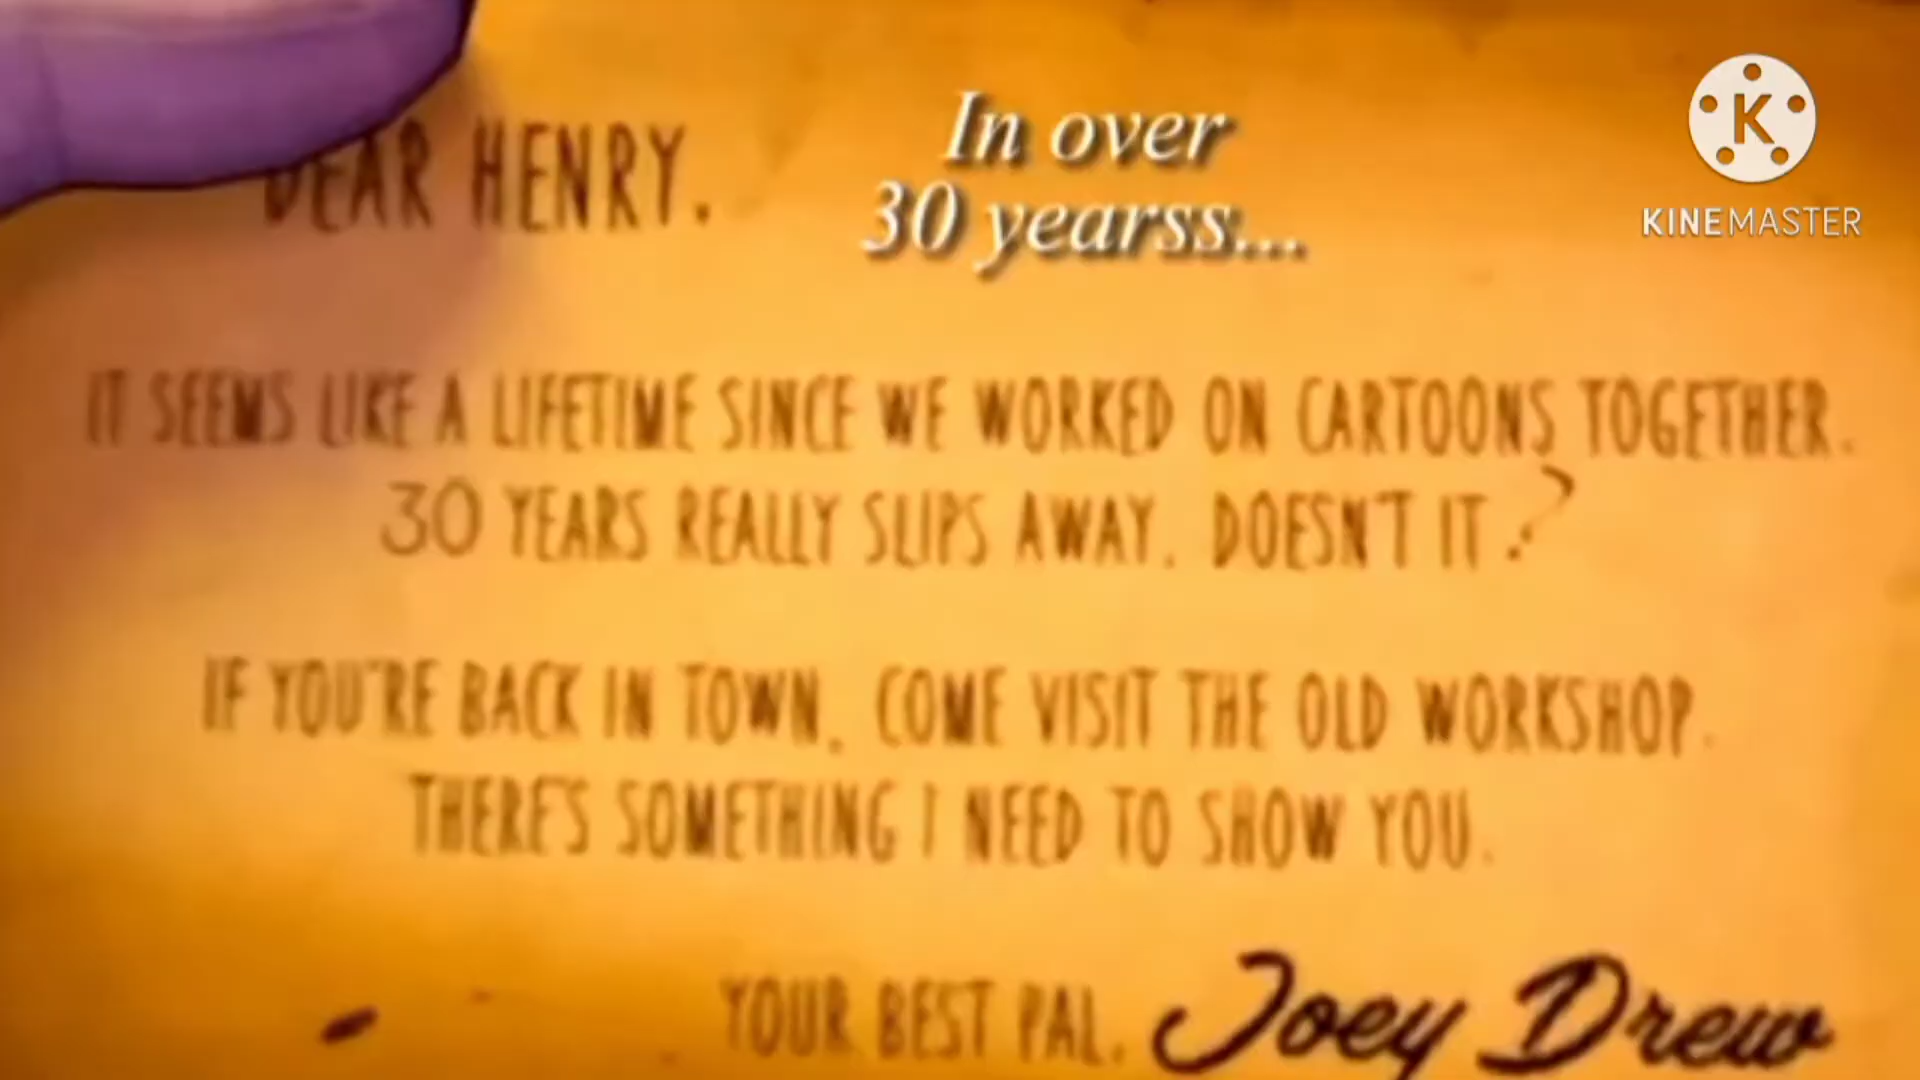 In over
30 yearss...
KINEMASTER
DEAR HENRY,
IT SEEMS LIKE A LIFETIME SINCE WE WORKED ON CARTOONS TOGETHER.
30 YEARS REALLY SLIPS AWAY, DOESN'T IT?
IF YOU'RE BACK IN TOWN, COME VISIT THE OLD WORKSHOP.
THERE'S SOMETHING I NEED TO SHOW YOU.
YOUR BEST PAL, Joey Drew